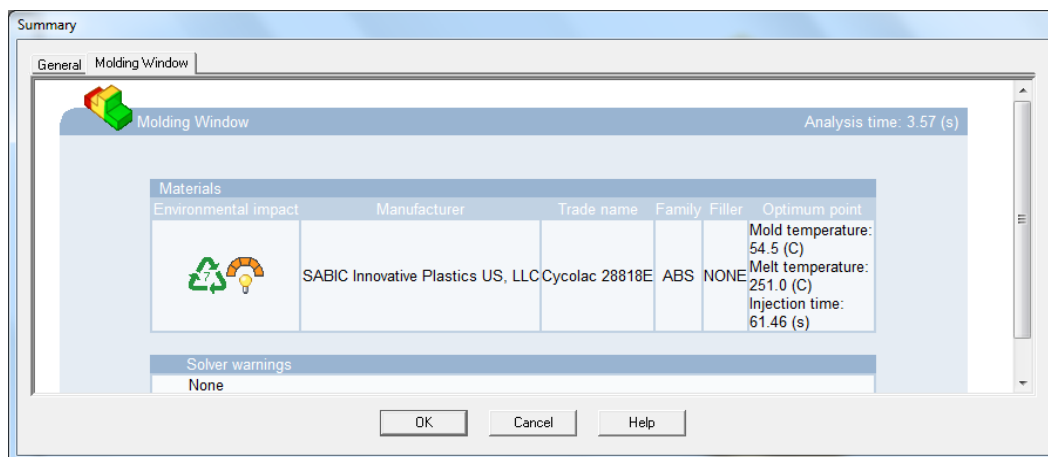 Summary
General Molding Window
Molding Window Analysis time: 3.57 (s)
Materials
Environmental impact Manufacturer Trade name Family Filler Optimum point
7 SABIC Innovative Plastics US, LLC Cycolac 28818E ABS NONE Mold temperature:
54.5 (C)
Melt temperature:
251.0 (C)
Injection time:
61.46 (s)
Solver warnings
None
OK Cancel Help